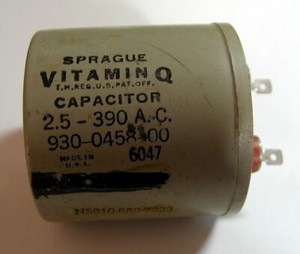 SPRAGUE
VITAMIN Q
T.M.REG.U.S.PAT.OFF.
CAPACITOR
2.5 - 390 A.C.
930-0458-00
MADE IN
U.S.A.
6047